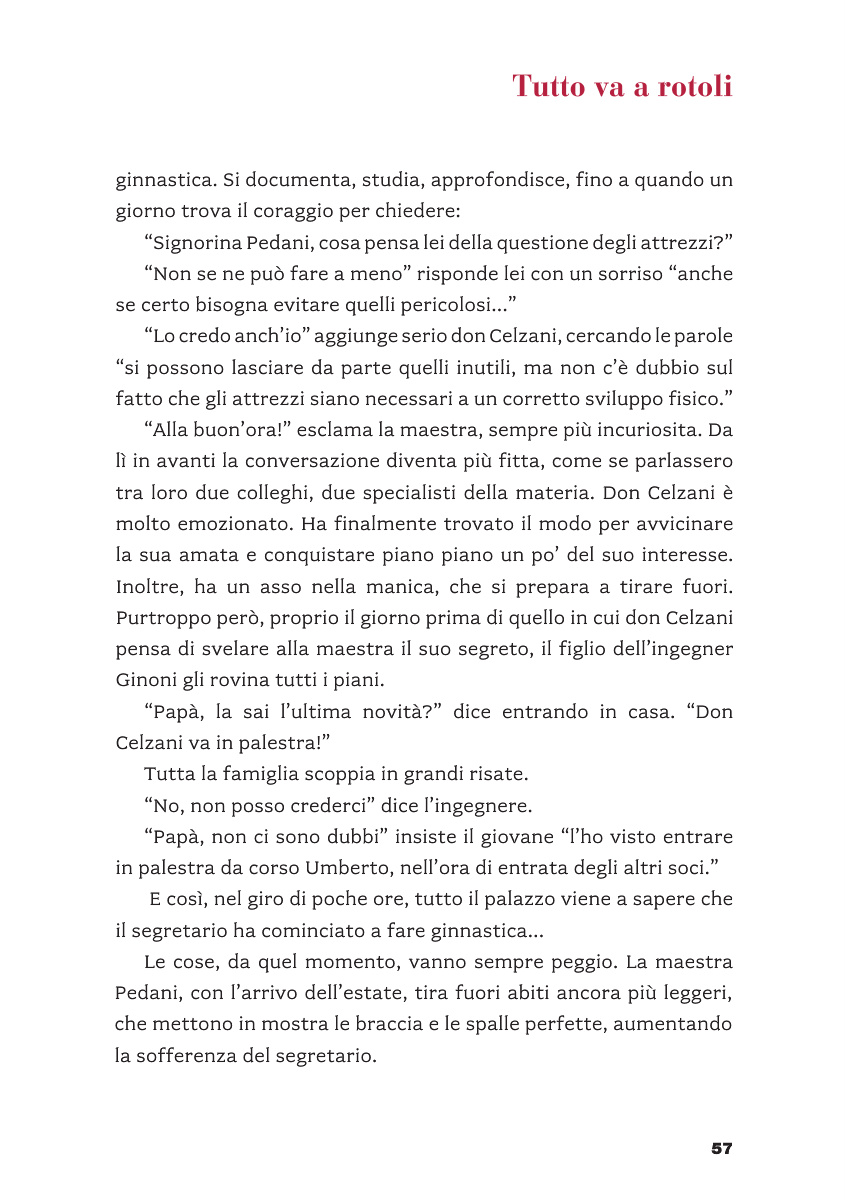 Tutto va a rotoli
ginnastica. Si documenta, studia, approfondisce, fino a quando un
giorno trova il coraggio per chiedere:
“Signorina Pedani, cosa pensa lei della questione degli attrezzi?”
“Non se ne può fare a meno” risponde lei con un sorriso “anche
se certo bisogna evitare quelli pericolosi...”
“Lo credo anch’io” aggiunge serio don Celzani, cercando le parole
“si possono lasciare da parte quelli inutili, ma non c’è dubbio sul
fatto che gli attrezzi siano necessari a un corretto sviluppo fisico.”
“Alla buon’ora!” esclama la maestra, sempre più incuriosita. Da
lì in avanti la conversazione diventa più fitta, come se parlassero
tra loro due colleghi, due specialisti della materia. Don Celzani è
molto emozionato. Ha finalmente trovato il modo per avvicinare
la sua amata e conquistare piano piano un po’ del suo interesse.
Inoltre, ha un asso nella manica, che si prepara a tirare fuori.
Purtroppo però, proprio il giorno prima di quello in cui don Celzani
pensa di svelare alla maestra il suo segreto, il figlio dell’ingegner
Ginoni gli rovina tutti i piani.
“Papà, la sai l’ultima novità?” dice entrando in casa. “Don
Celzani va in palestra!”
Tutta la famiglia scoppia in grandi risate.
“No, non posso crederci” dice l’ingegnere.
“Papà, non ci sono dubbi” insiste il giovane “l’ho visto entrare
in palestra da corso Umberto, nell’ora di entrata degli altri soci.”
E così, nel giro di poche ore, tutto il palazzo viene a sapere che
il segretario ha cominciato a fare ginnastica...
Le cose, da quel momento, vanno sempre peggio. La maestra
Pedani, con l’arrivo dell’estate, tira fuori abiti ancora più leggeri,
che mettono in mostra le braccia e le spalle perfette, aumentando
la sofferenza del segretario.
57